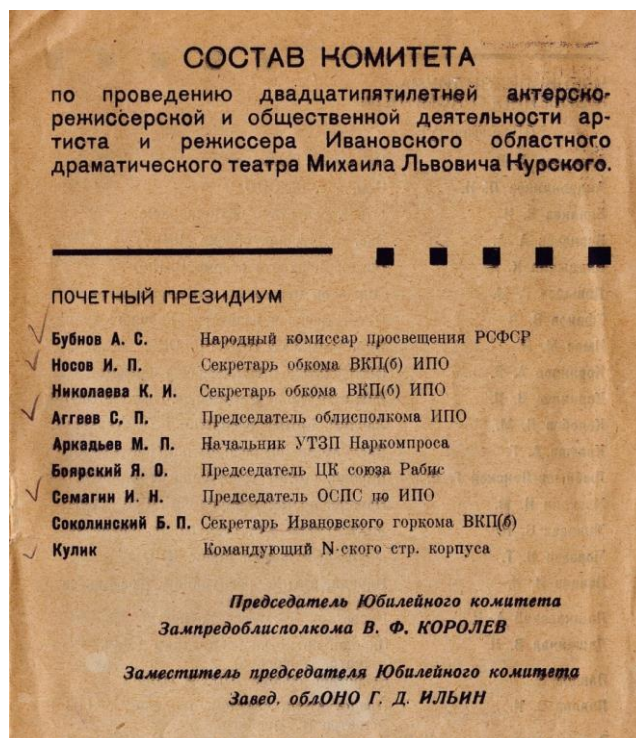 СОСТАВ КОМИТЕТА
по проведению двадцатипятилетней актерско-
режиссерской и общественной деятельности ар-
тиста и режиссера Ивановского областного
драматического театра Михаила Львовича Курского.
ПОЧЕТНЫЙ ПРЕЗИДИУМ
Бубнов А. С. Народный комиссар просвещения РСФСР
Носов И. П. Секретарь обкома ВКП(б) ИПО
Николаева К. И. Секретарь обкома ВКП(б) ИПО
Аггеев С. П. Председатель облисполкома ИПО
Аркадьев М. П. Начальник УТЗП Наркомпроса
Боярский Я. О. Председатель ЦК союза Рабис
Семагин И. Н. Председатель ОСПС по ИПО
Соколинский Б. П. Секретарь Ивановского горкома ВКП(б)
Кулик Командующий N-ского стр. корпуса
Председатель Юбилейного комитета
Зампредоблисполкома В. Ф. КОРОЛЕВ
Заместитель председателя Юбилейного комитета
Завед. облОНО Г. Д. ИЛЬИН